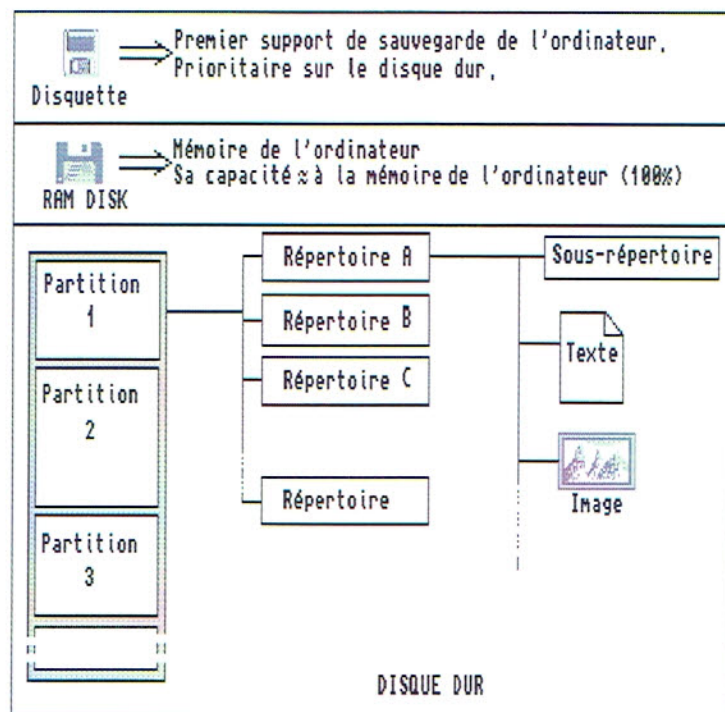 Premier support de sauvegarde de l'ordinateur.
Prioritaire sur le disque dur.
Disquette
Mémoire de l'ordinateur
Sa capacité ≈ à la mémoire de l'ordinateur (100%)
RAM DISK
Partition
1
Partition
2
Partition
3
Répertoire A
Répertoire B
Répertoire C
Répertoire
Sous-répertoire
Texte
Image
DISQUE DUR